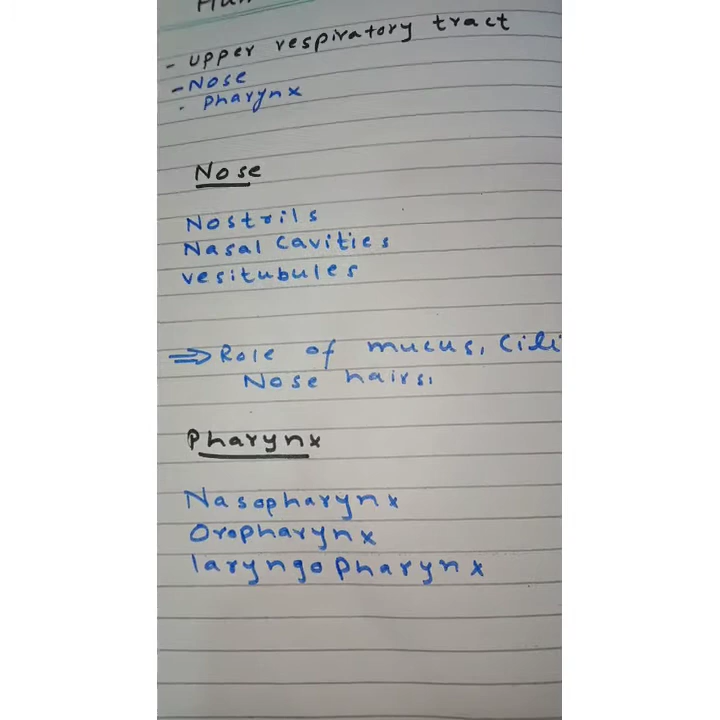 - Upper respiratory tract
- Nose
- Pharynx
Nose
Nostrils
Nasal Cavities
Vesitubules
⇒ Role of mucus, Cili
Nose hairs,
Pharynx
Nasopharynx
Oropharynx
laryngopharynx